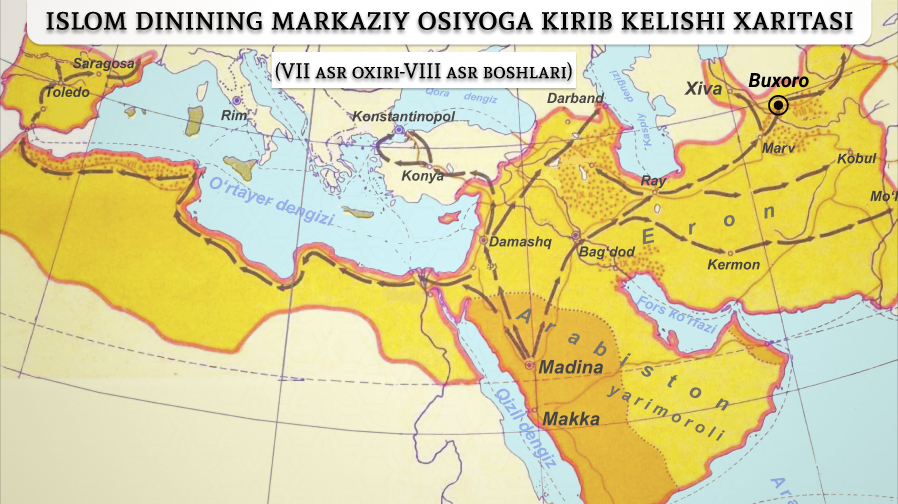 ISLOM DININING MARKAZIY OSIYOGA KIRIB KELISHI XARITASI
(VII ASR OXIRI-VIII ASR BOSHLARI)
Saragosa
Toledo
Rim
Qora dengiz
Konstantinopol
Konya
Darband
Kaspiy dengizi
Xiva
Buxoro
Marv
Kobul
Ray
O'rtayer dengizi
Damashq
Bag'dod
Eron
Kermon
Fors ko'rfazi
Arabiston
yarimoroli
Madina
Makka
Qizil dengiz